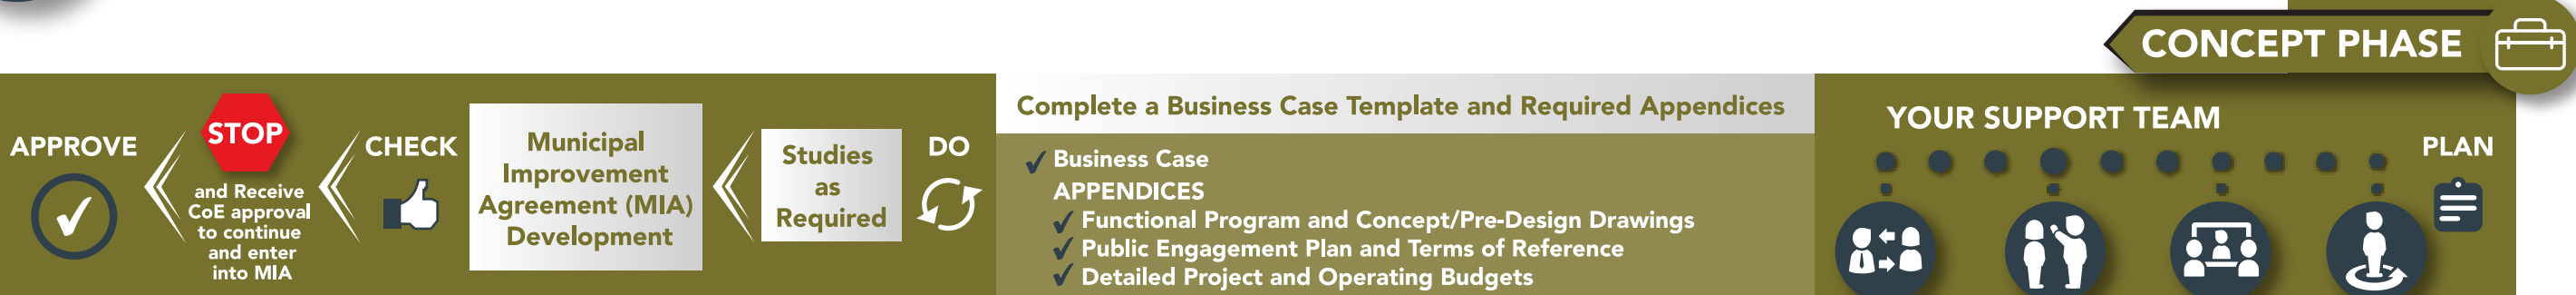 CONCEPT PHASE
APPROVE
STOP
and Receive
CoE approval
to continue
and enter
into MIA
CHECK
Municipal
Improvement
Agreement (MIA)
Development
Studies
as
Required
DO
Complete a Business Case Template and Required Appendices
Business Case
APPENDICES
Functional Program and Concept/Pre-Design Drawings
Public Engagement Plan and Terms of Reference
Detailed Project and Operating Budgets
YOUR SUPPORT TEAM
PLAN